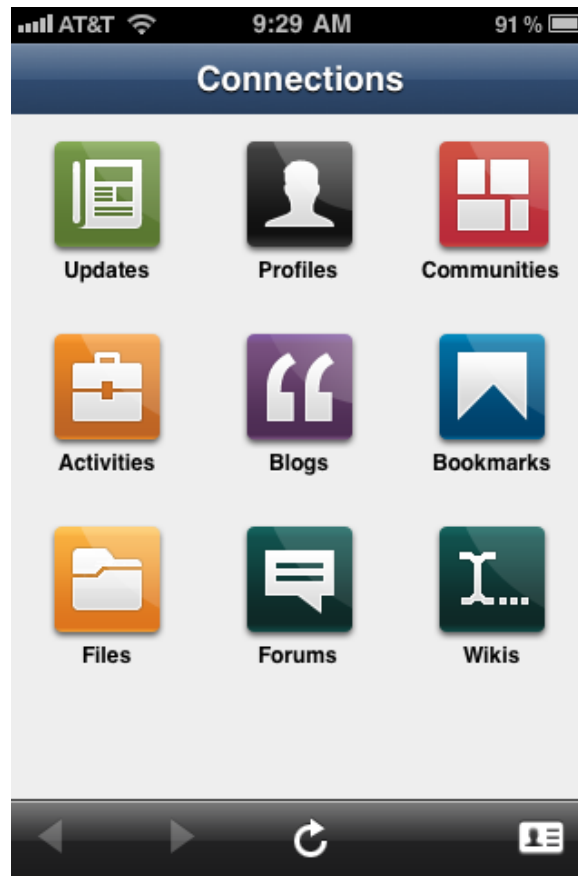 AT&T 9:29 AM 91 %
Connections
Updates Profiles Communities
Activities Blogs Bookmarks
Files Forums Wikis